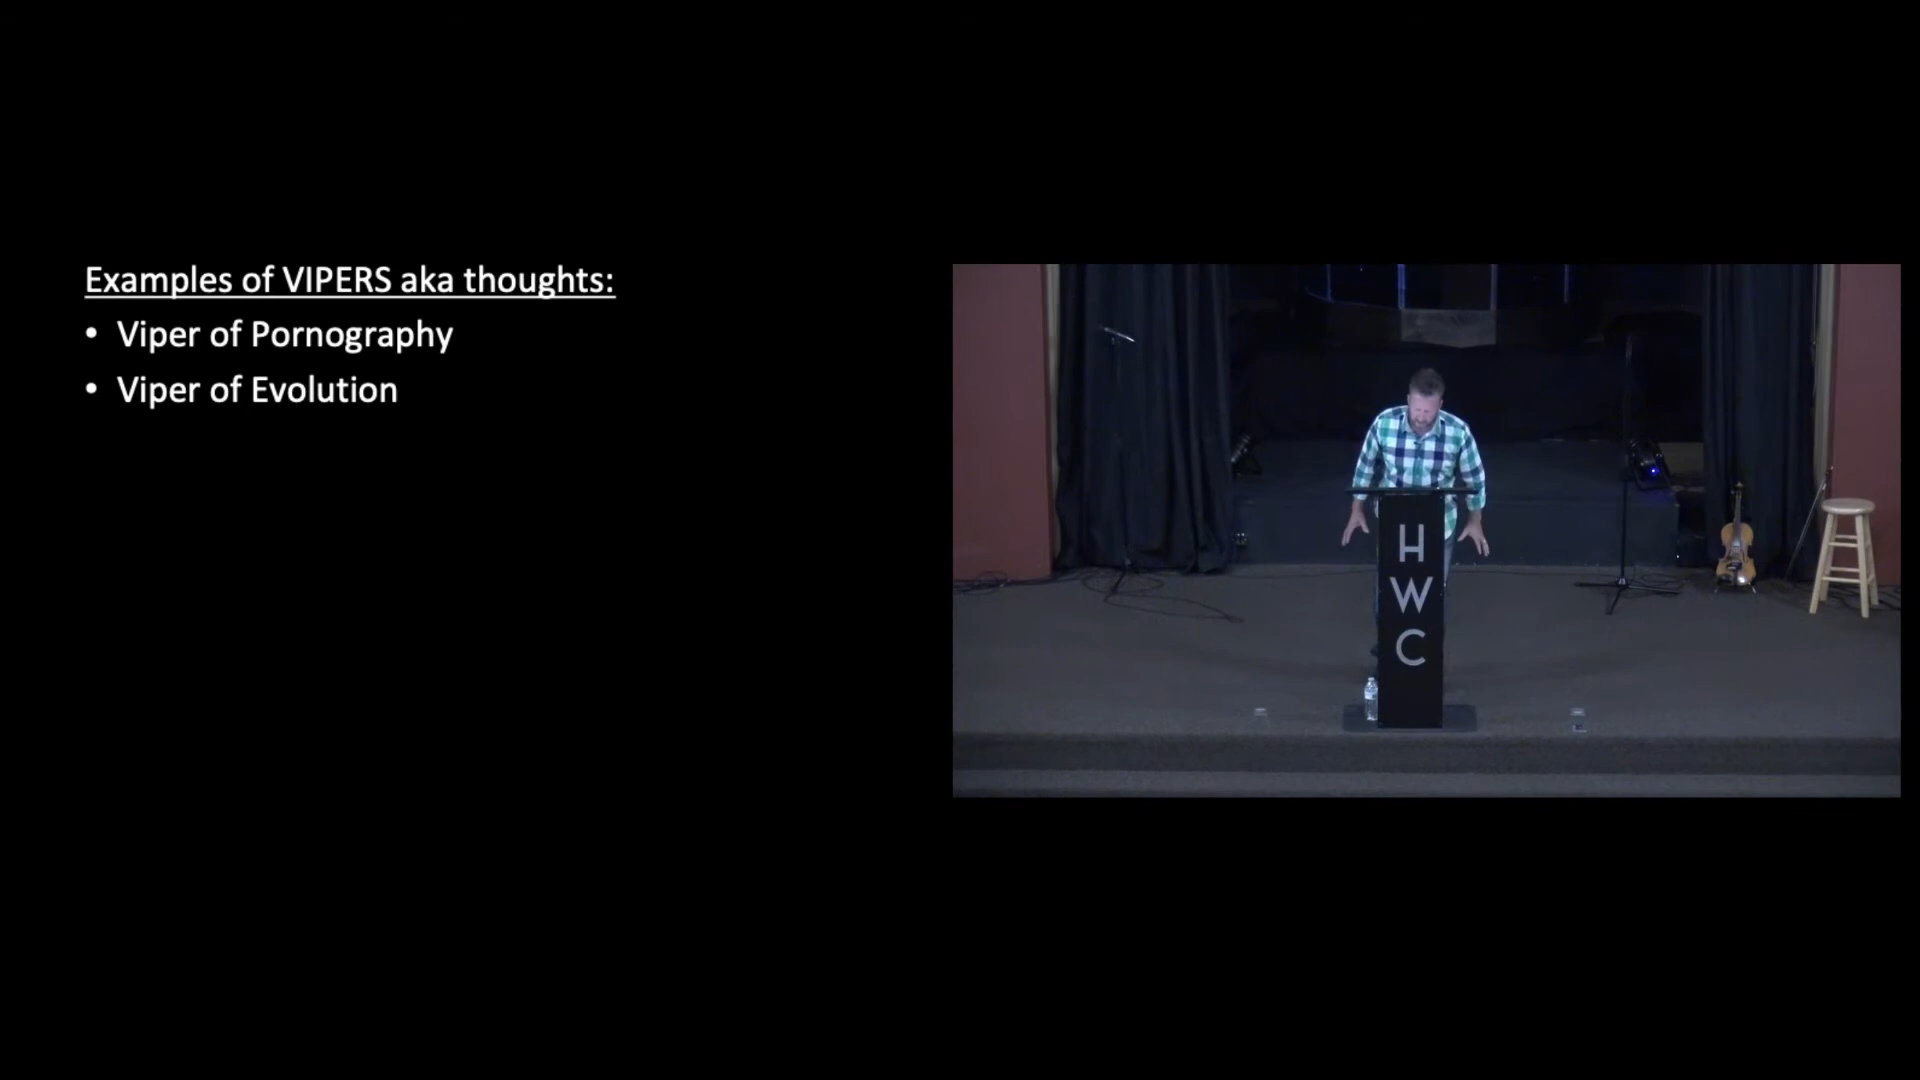 Examples of VIPERS aka thoughts:
• Viper of Pornography
• Viper of Evolution
H
W
C